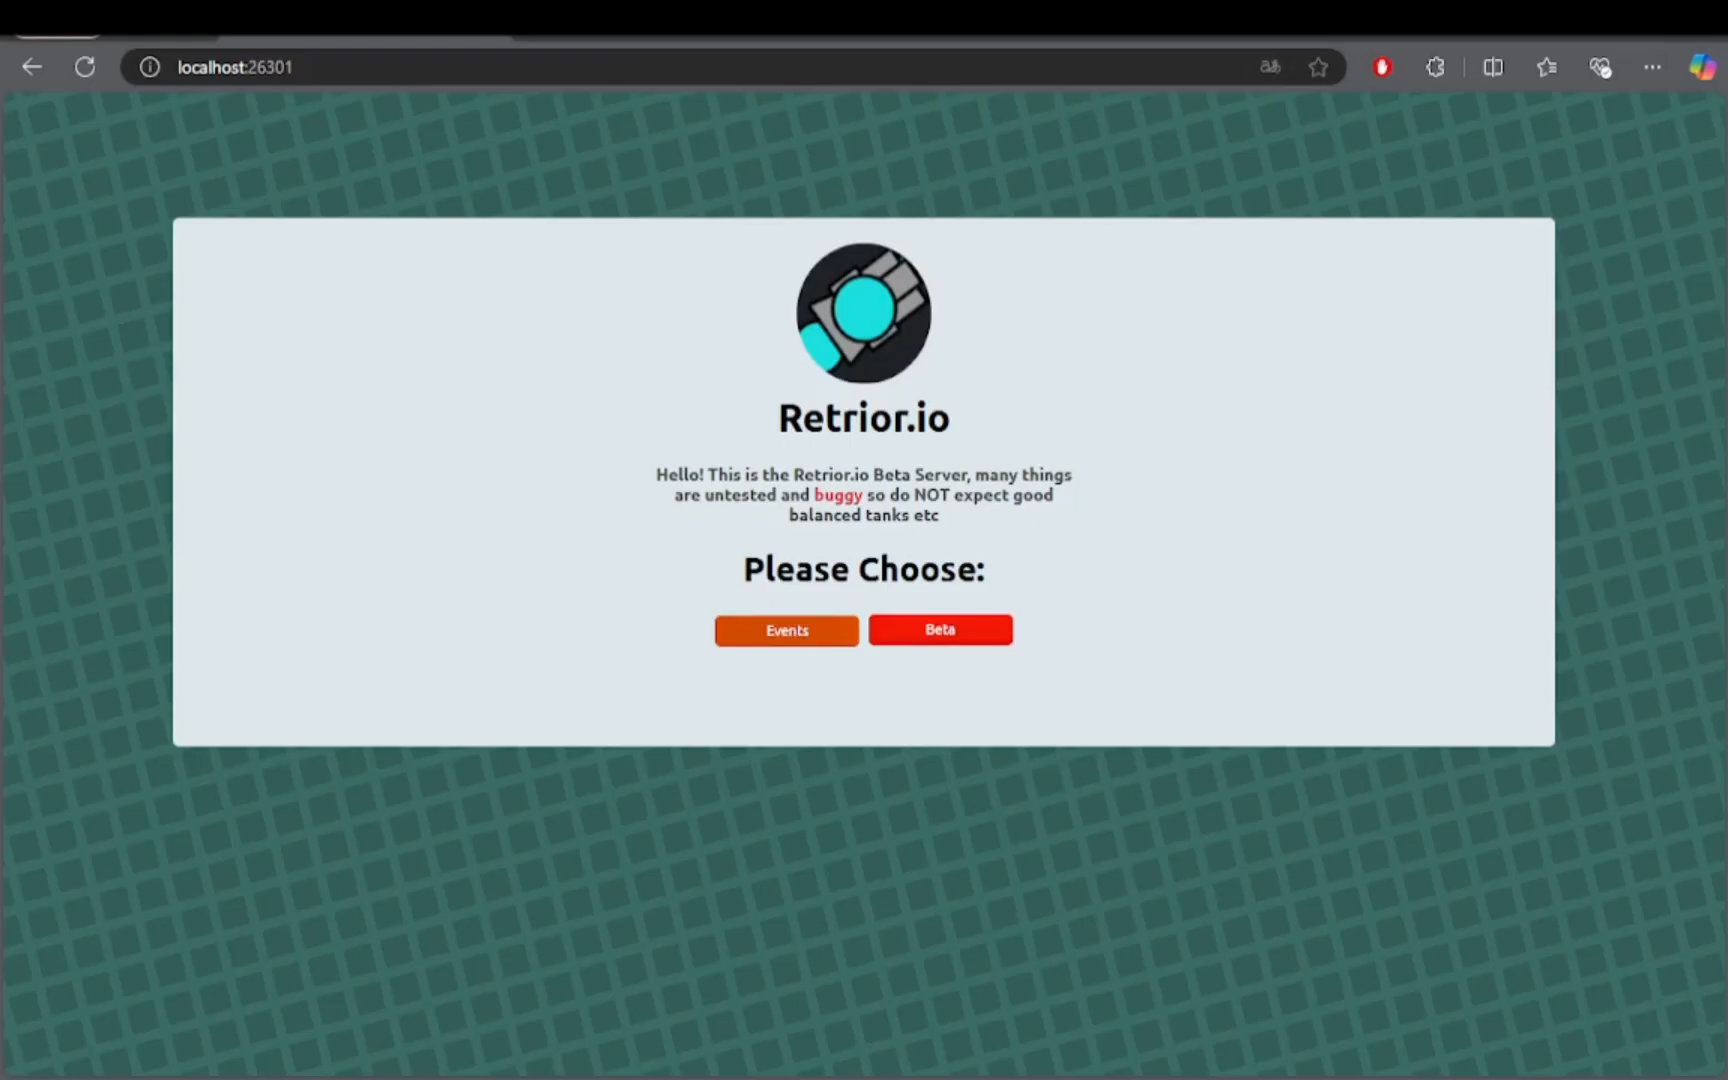 localhost:26301
Retrior.io
Hello! This is the Retrior.io Beta Server, many things
are untested and buggy so do NOT expect good
balanced tanks etc
Please Choose:
Events
Beta